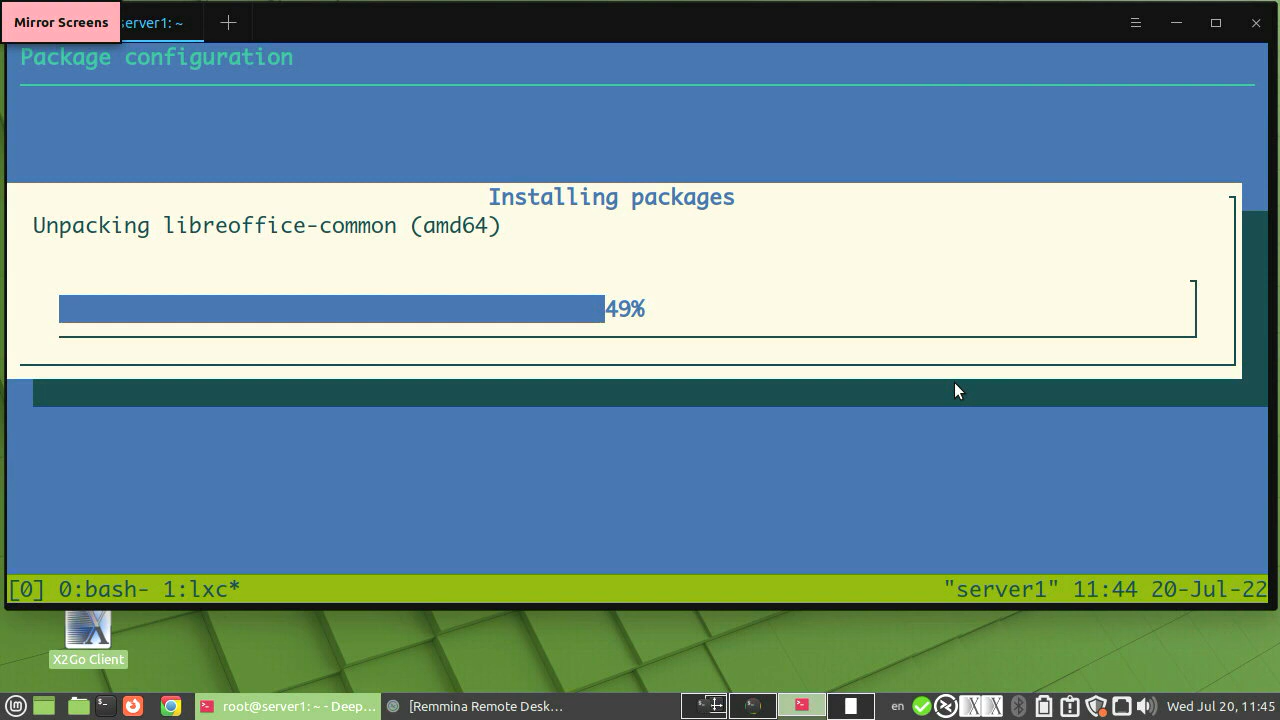 Mirror Screens
server1: ~
Package configuration
Installing packages
Unpacking libreoffice-common (amd64)
49%
[0] 0:bash- 1:lxc*
"server1" 11:44 20-Jul-22
X2Go Client
root@server1: ~ - Deep...
[Remmina Remote Desk...
en
Wed Jul 20, 11:45